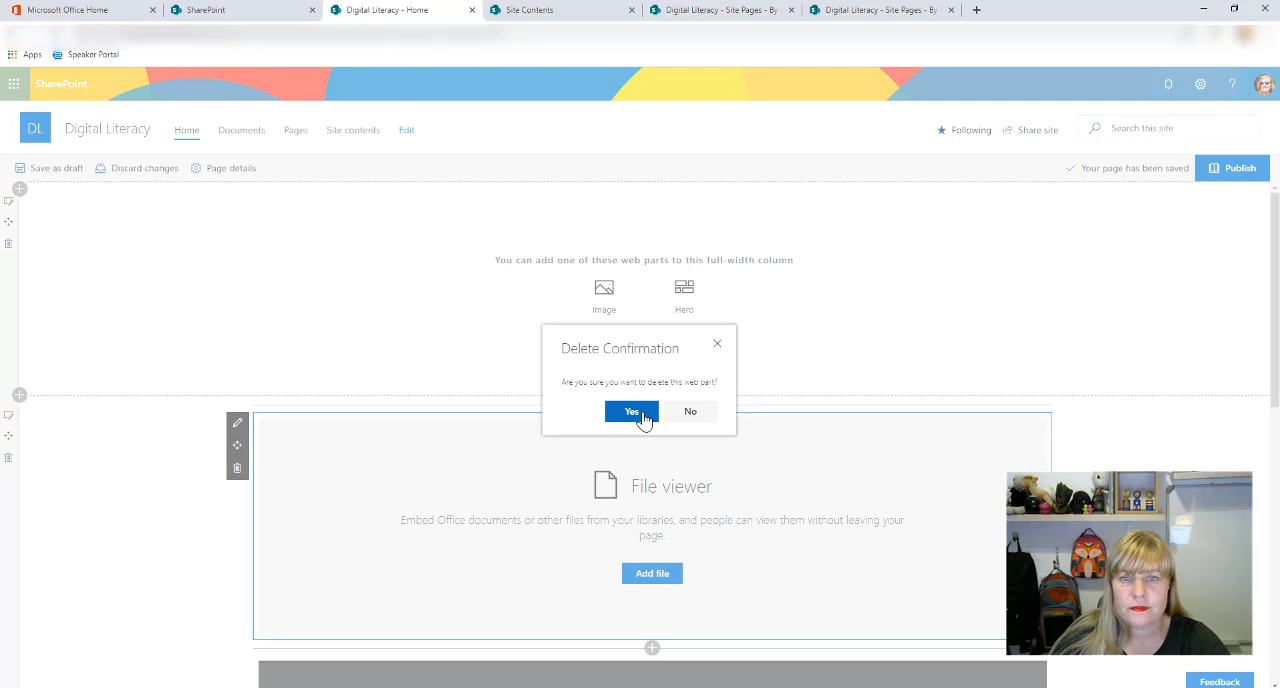 Microsoft Office Home
SharePoint
Digital Literacy - Home
Site Contents
Digital Literacy - Site Pages - By
Digital Literacy - Site Pages - By
Apps
Speaker Portal
SharePoint
DL
Digital Literacy
Home
Documents
Pages
Site contents
Edit
Following
Share site
Search this site
Save as draft
Discard changes
Page details
Your page has been saved
Publish
You can add one of these web parts to this full-width column
Image
Hero
Delete Confirmation
Are you sure you want to delete this web part?
Yes
No
File viewer
Embed Office documents or other files from your libraries, and people can view them without leaving your
page.
Add file
Feedback